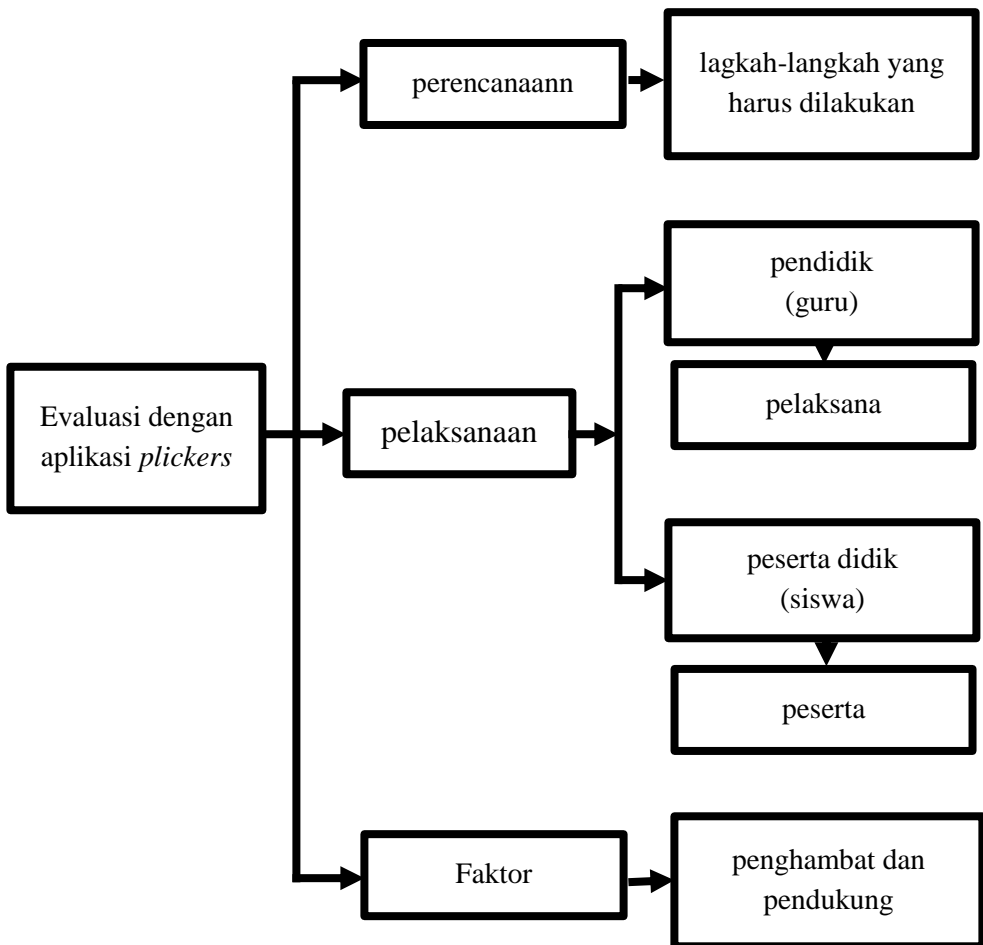 perencanaann
lagkah-langkah yang
harus dilakukan
pendidik
(guru)
pelaksana
Evaluasi dengan
aplikasi plickers
pelaksanaan
peserta didik
(siswa)
peserta
Faktor
penghambat dan
pendukung